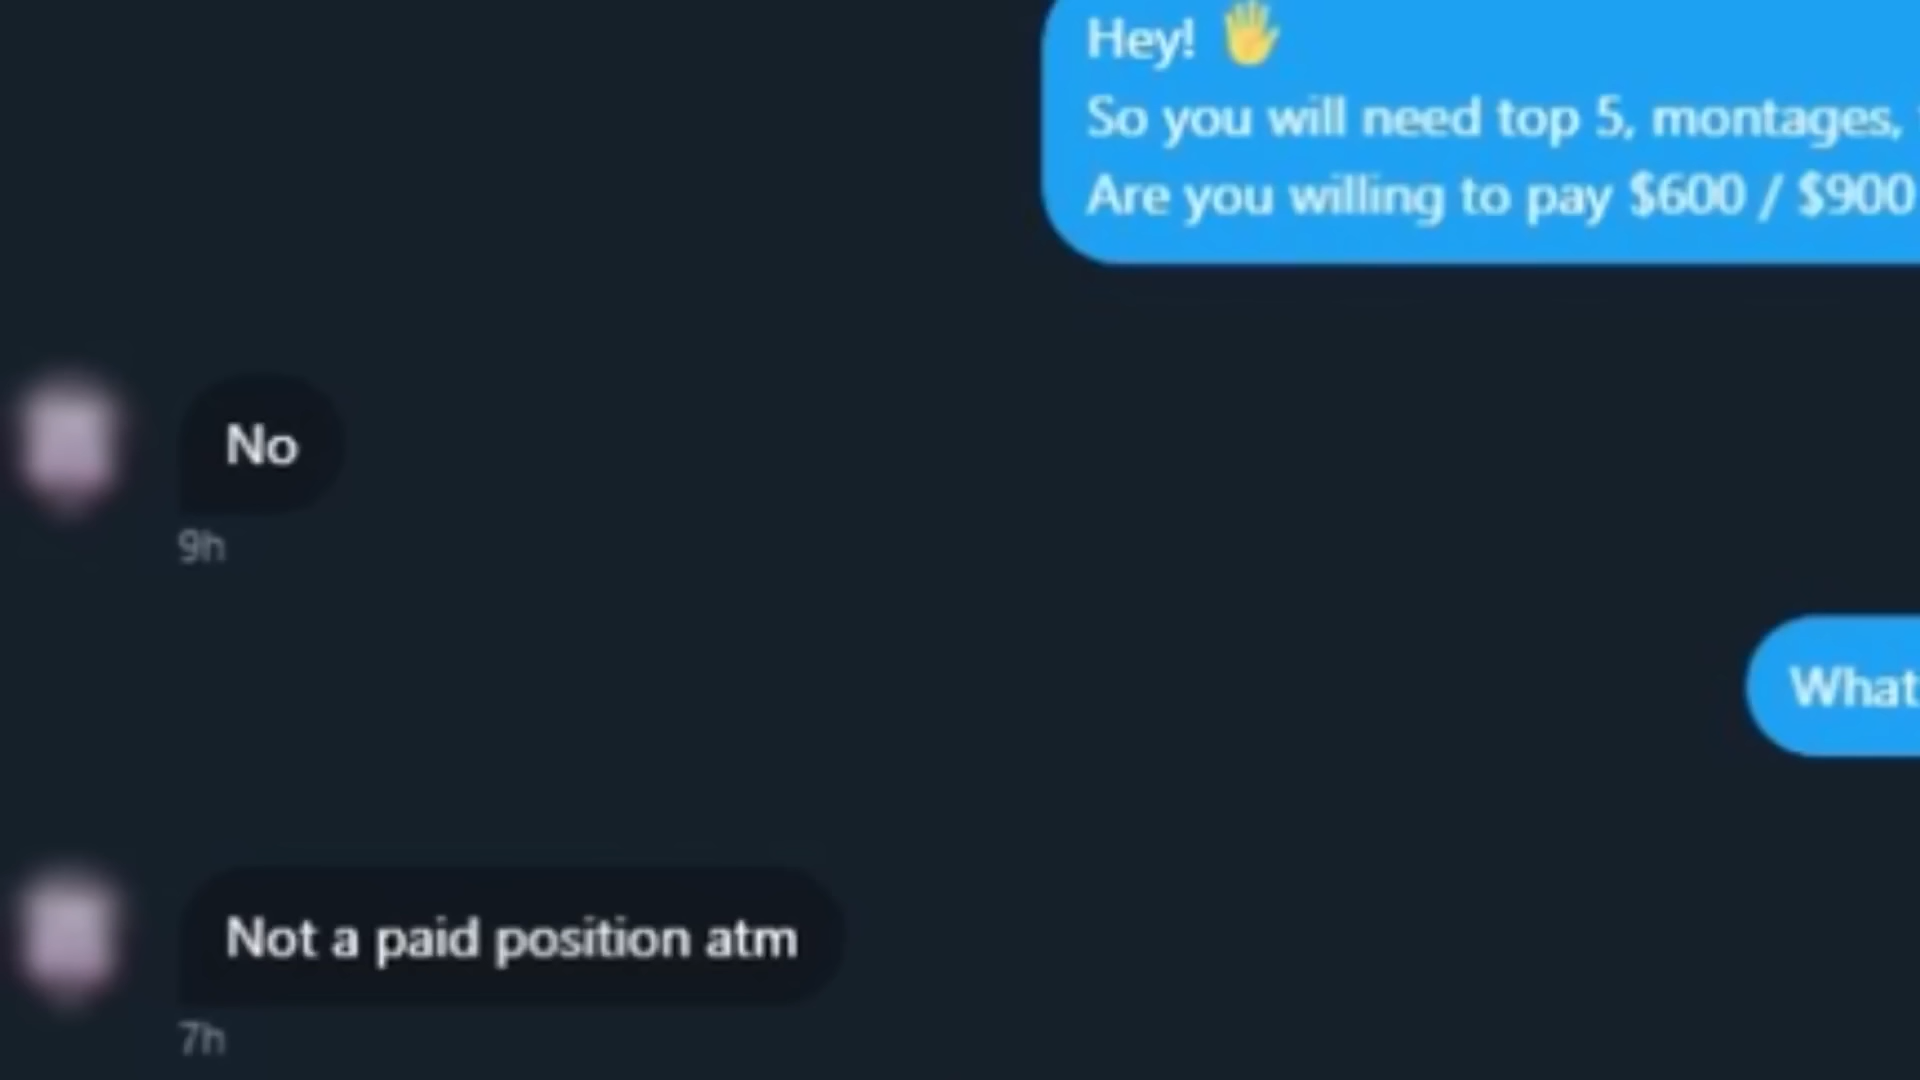 Hey! 🖐
So you will need top 5, montages,
Are you willing to pay $600 / $900
No
9h
What
Not a paid position atm
7h